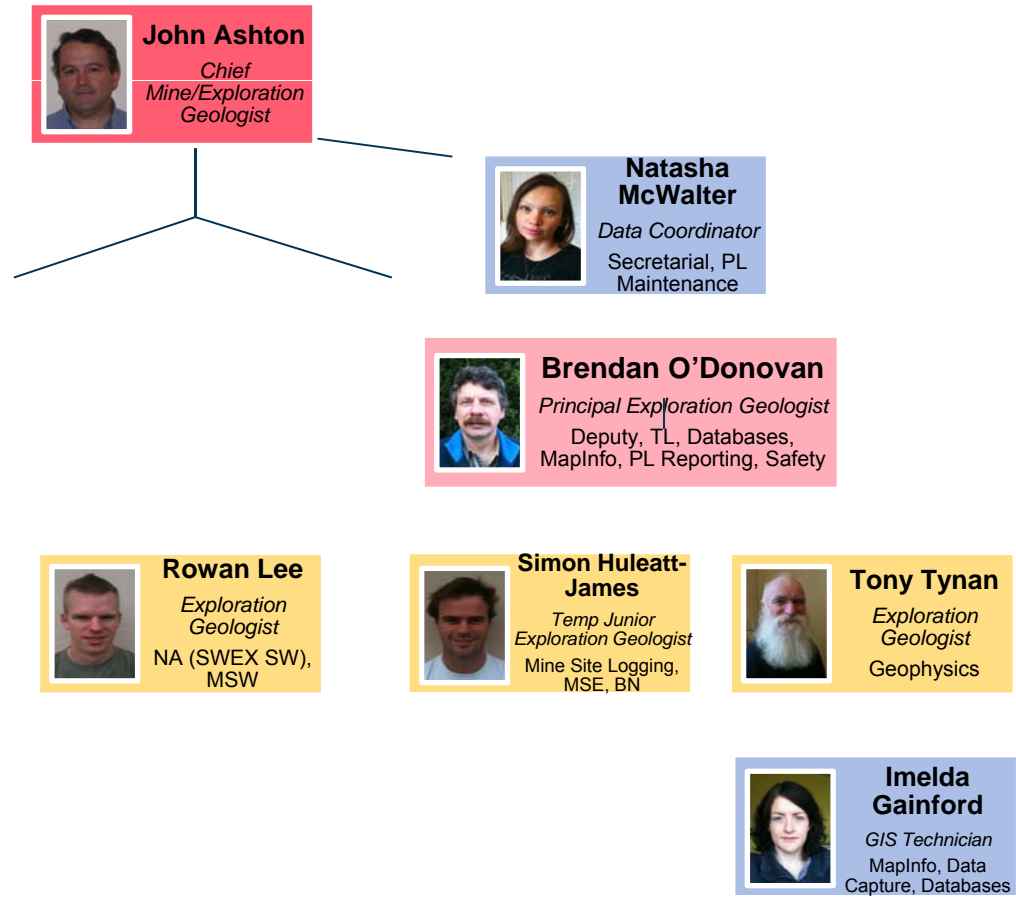 John Ashton
Chief
Mine/Exploration
Geologist
Natasha
McWalter
Data Coordinator
Secretarial, PL
Maintenance
Brendan O’Donovan
Principal Exploration Geologist
Deputy, TL, Databases,
MapInfo, PL Reporting, Safety
Rowan Lee
Exploration
Geologist
NA (SWEX SW),
MSW
Simon Huleatt-
James
Temp Junior
Exploration Geologist
Mine Site Logging,
MSE, BN
Tony Tynan
Exploration
Geologist
Geophysics
Imelda
Gainford
GIS Technician
MapInfo, Data
Capture, Databases